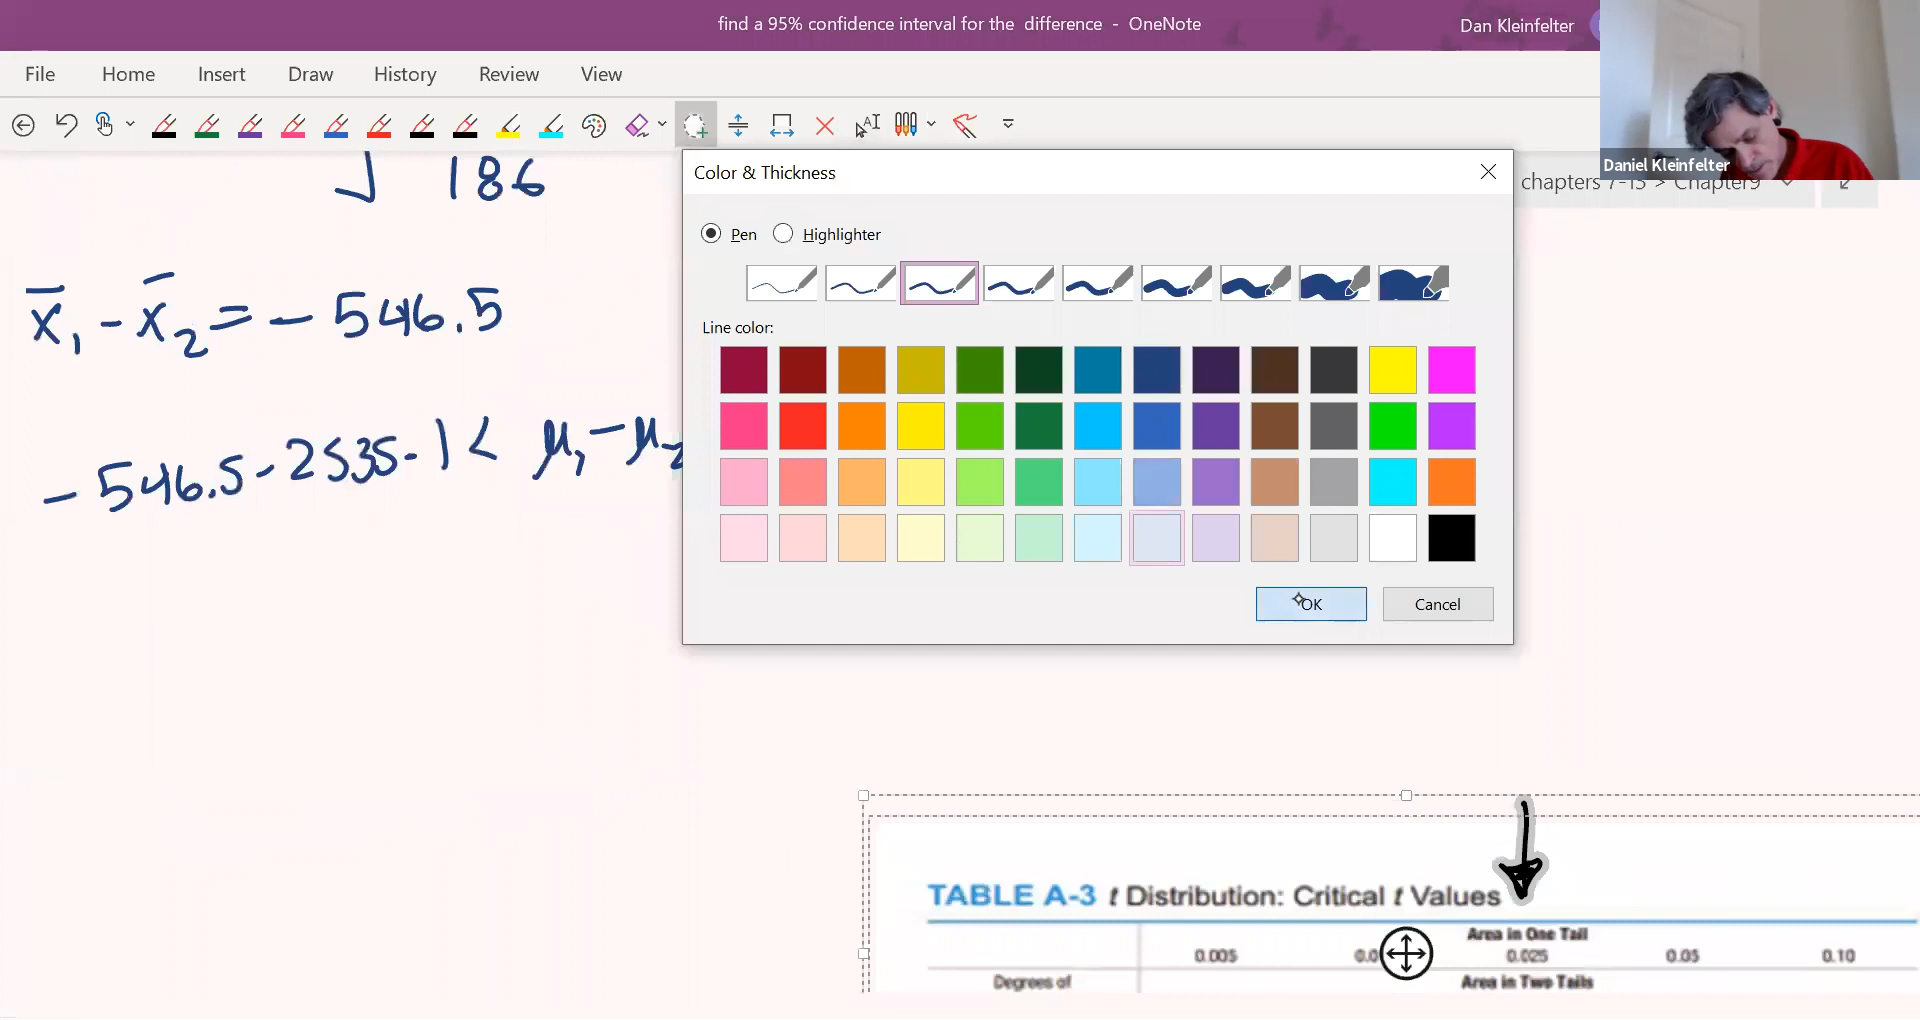 find a 95% confidence interval for the difference - OneNote
Dan Kleinfelter
File Home Insert Draw History Review View
Daniel Kleinfelter
chapters 7-13 > Chapter9
Color & Thickness
Pen Highlighter
Line color:
OK Cancel
√ 186
x̄₁ - x̄₂ = - 546.5
- 546.5 - 2535.1 < μ₁ - μ₂
TABLE A-3 t Distribution: Critical t Values
Area in One Tail
0.005 0.0 0.025 0.05 0.10
Degrees of Area in Two Tails